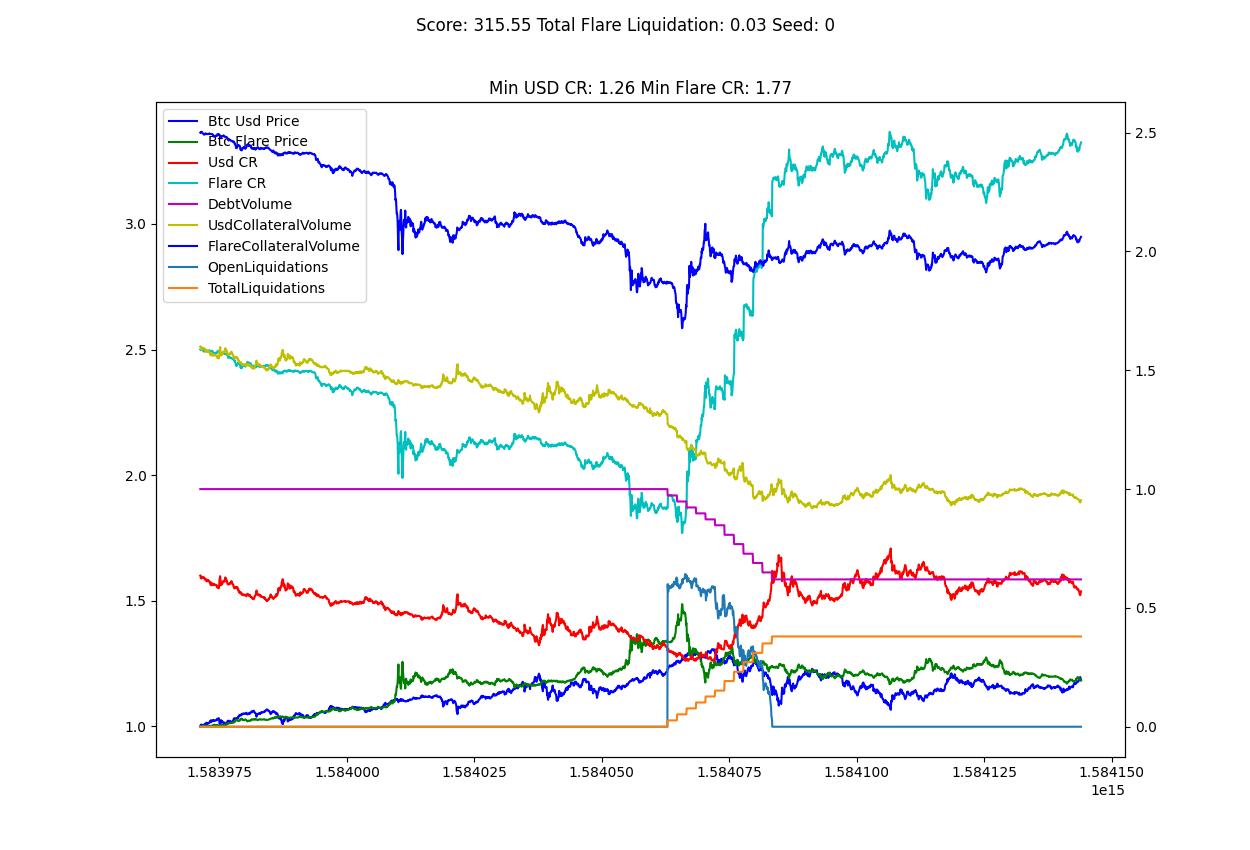 Score: 315.55 Total Flare Liquidation: 0.03 Seed: 0
Min USD CR: 1.26 Min Flare CR: 1.77
Btc Usd Price
Btc Flare Price
Usd CR
Flare CR
DebtVolume
UsdCollateralVolume
FlareCollateralVolume
OpenLiquidations
TotalLiquidations
3.0
2.5
2.0
1.5
1.0
2.5
2.0
1.5
1.0
0.5
0.0
1.583975 1.584000 1.584025 1.584050 1.584075 1.584100 1.584125 1.584150
1e15